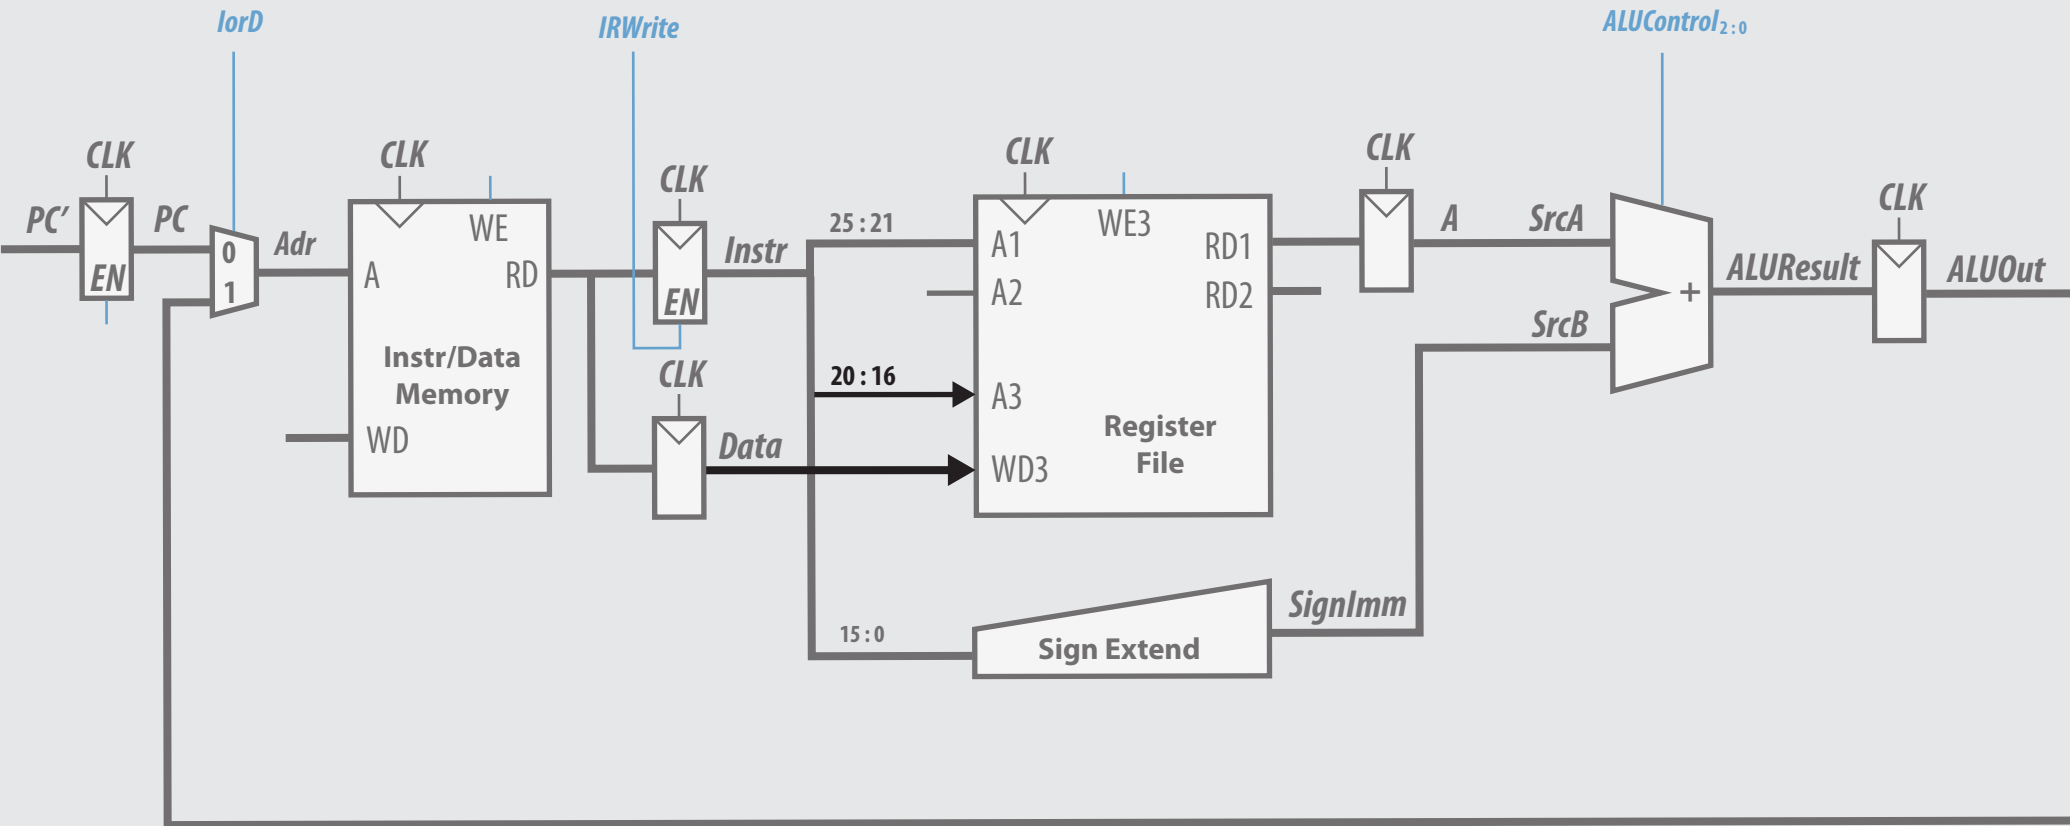 IorD
IRWrite
ALUControl2:0
CLK
CLK
CLK
CLK
CLK
CLK
PC′
PC
EN
0
1
Adr
A
WE
RD
Instr/Data
Memory
WD
EN
Instr
CLK
Data
25:21
20:16
15:0
A1
A2
A3
WD3
WE3
RD1
RD2
Register
File
Sign Extend
SignImm
A
SrcA
SrcB
+
ALUResult
ALUOut